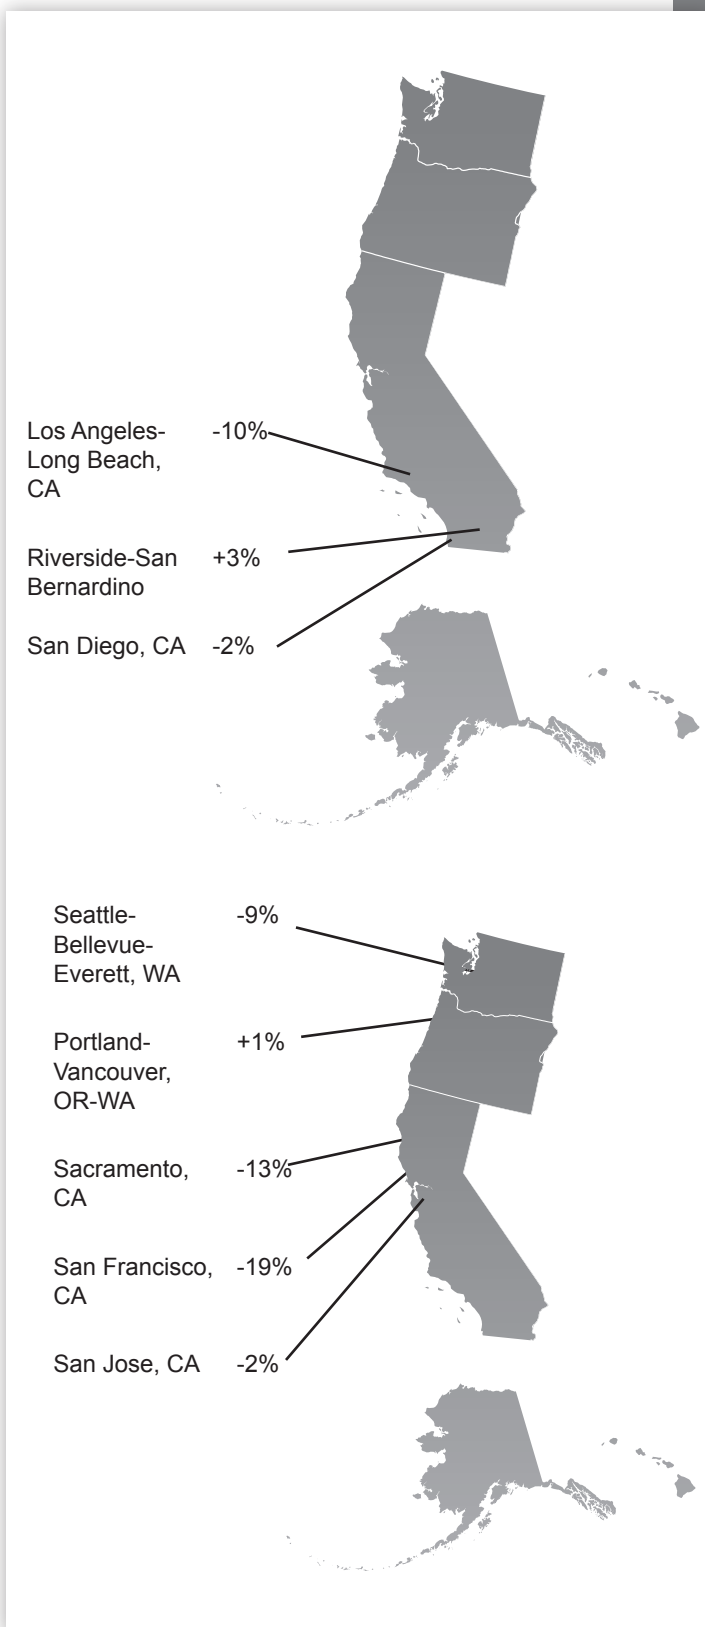 Los Angeles- -10%
Long Beach,
CA
Riverside-San +3%
Bernardino
San Diego, CA -2%
Seattle- -9%
Bellevue-
Everett, WA
Portland- +1%
Vancouver,
OR-WA
Sacramento, -13%
CA
San Francisco, -19%
CA
San Jose, CA -2%